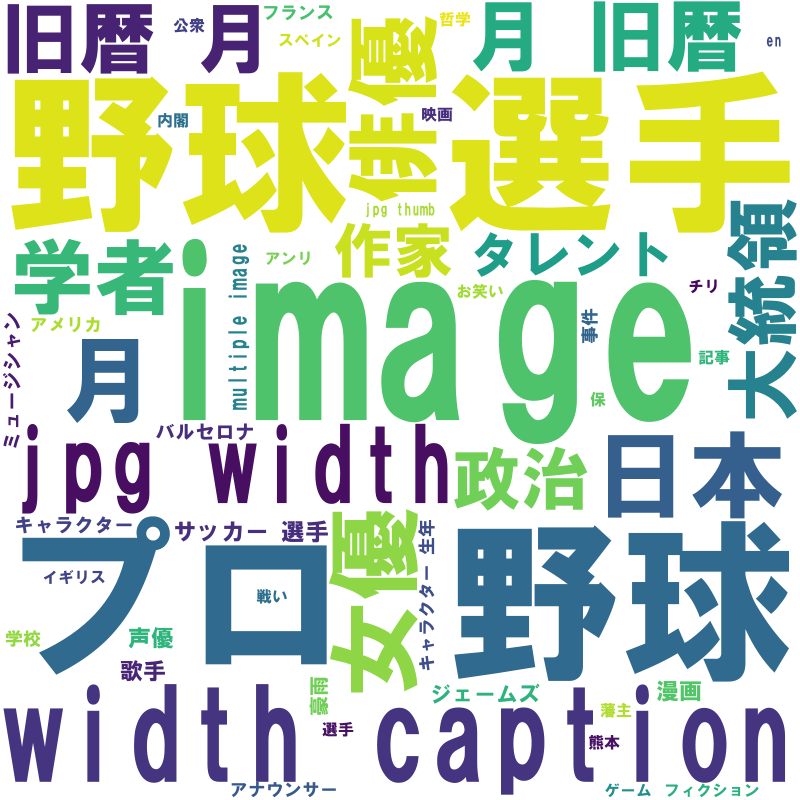 旧暦 月
公衆
フランス
スペイン
俳優
哲学
月 旧暦
en
野球 選手
内閣
映画
jpg thumb
大統領
学者
multiple image
アンリ
作家
タレント
お笑い
チリ
image
アメリカ
ミュージシャン
月
事件
記事
保
jpg width
バルセロナ
政治
日本
キャラクター
サッカー 選手
女優
キャラクター 生年
プロ 野球
イギリス
戦い
学校
声優
歌手
豪雨
選手
ジェームズ
漫画
藩主
熊本
width caption
アナウンサー
ゲーム
フィクション